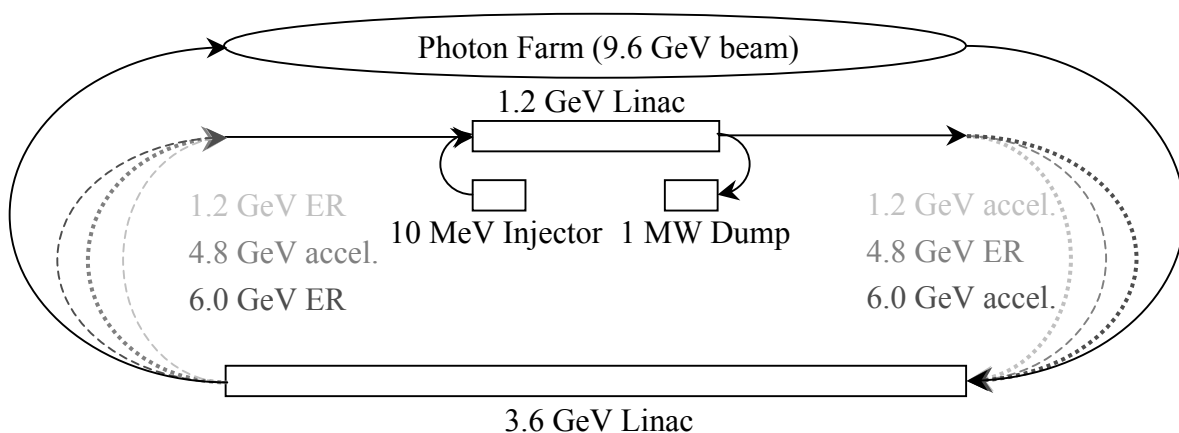 Photon Farm (9.6 GeV beam)
1.2 GeV Linac
1.2 GeV ER
4.8 GeV accel.
6.0 GeV ER
10 MeV Injector
1 MW Dump
1.2 GeV accel.
4.8 GeV ER
6.0 GeV accel.
3.6 GeV Linac